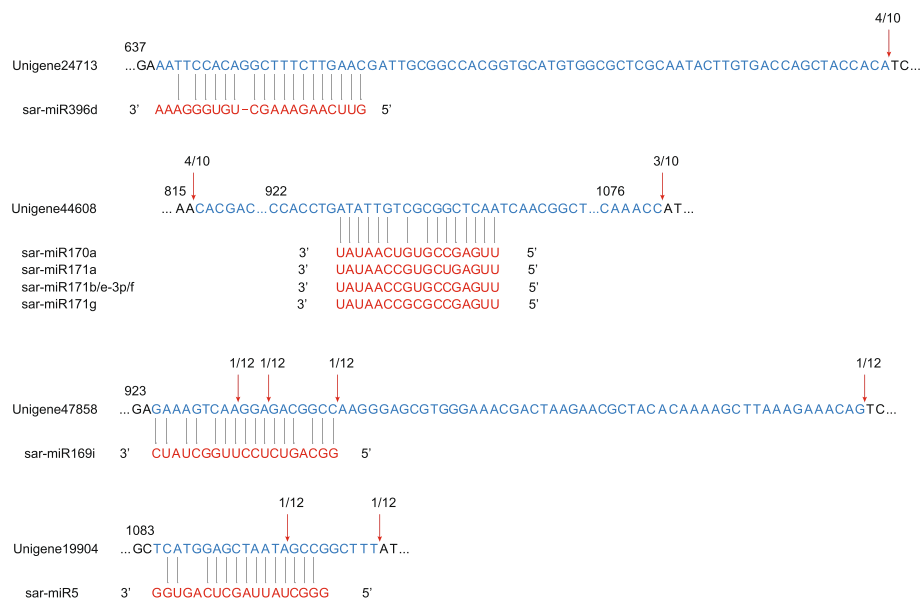 4/10
637
Unigene24713 ...GAAATTCCACAGGCTTTCTTGAACGATTGCGGCCACGGTGCATGTGGCGCTCGCAATACTTGTGACCAGCTACCACATC...
sar-miR396d 3' AAAGGGUGU-CGAAAGAACUUG 5'
4/10 3/10
815 922 1076
Unigene44608 ... AACACGAC...CCACCTGATATTGTCGCGGCTCAATCAACGGCT...CAAACCAT...
sar-miR170a 3' UAUAACUGUGCCGAGUU 5'
sar-miR171a 3' UAUAACCGUGCUGAGUU 5'
sar-miR171b/e-3p/f 3' UAUAACCGUGCCGAGUU 5'
sar-miR171g 3' UAUAACCGCGCCGAGUU 5'
1/12 1/12 1/12 1/12
923
Unigene47858 ...GAGAAAGTCAAGGAGACGGCCAAGGGAGCGTGGGAAACGACTAAGAACGCTACACAAAAGCTTAAAGAAACAGTC...
sar-miR169i 3' CUAUCGGUUCCUCUGACGG 5'
1/12 1/12
1083
Unigene19904 ...GCTCATGGAGCTAATAGCCGGCTTTAT...
sar-miR5 3' GGUGACUCGAUUAUCGGG 5'